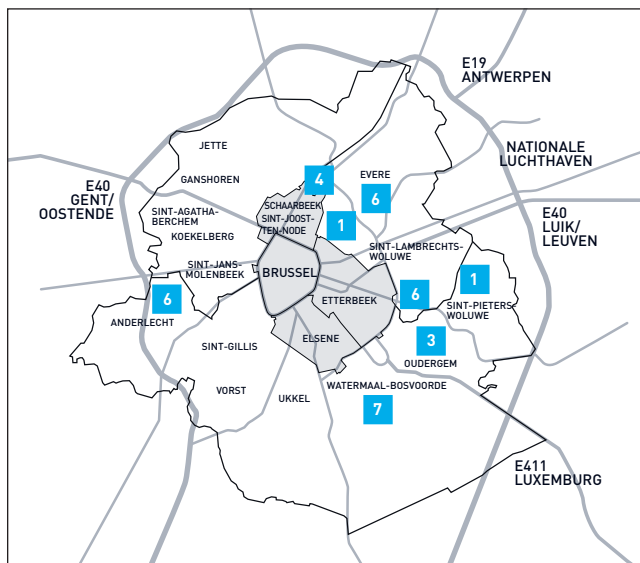 E19
ANTWERPEN
JETTE
NATIONALE
LUCHTHAVEN
4
EVERE
GANSHOREN
E40
GENT/
OOSTENDE
6
SCHAARBEEK
SINT-JOOST-
TEN-NODE
1
SINT-AGATHA-
BERCHEM
KOEKELBERG
E40
LUIK/
LEUVEN
SINT-LAMBRECHTS-
WOLUWE
SINT-JANS-
MOLENBEEK
BRUSSEL
6
ANDERLECHT
ETTERBEEK
6
1
SINT-PIETERS-
WOLUWE
ELSENE
3
OUDERGEM
SINT-GILLIS
VORST
UKKEL
WATERMAAL-BOSVOORDE
7
E411
LUXEMBURG